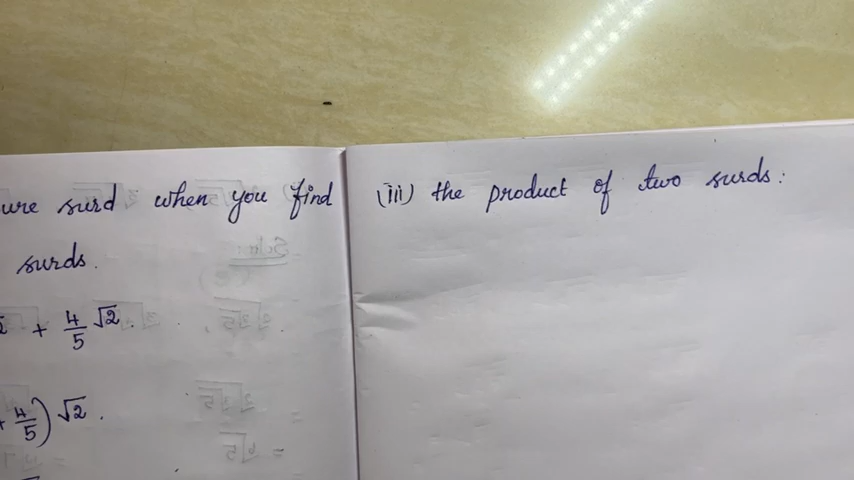 ure surd when you find
surds.
+ 4/5 √2.
+ 4/5) √2.
(iii) the product of two surds: